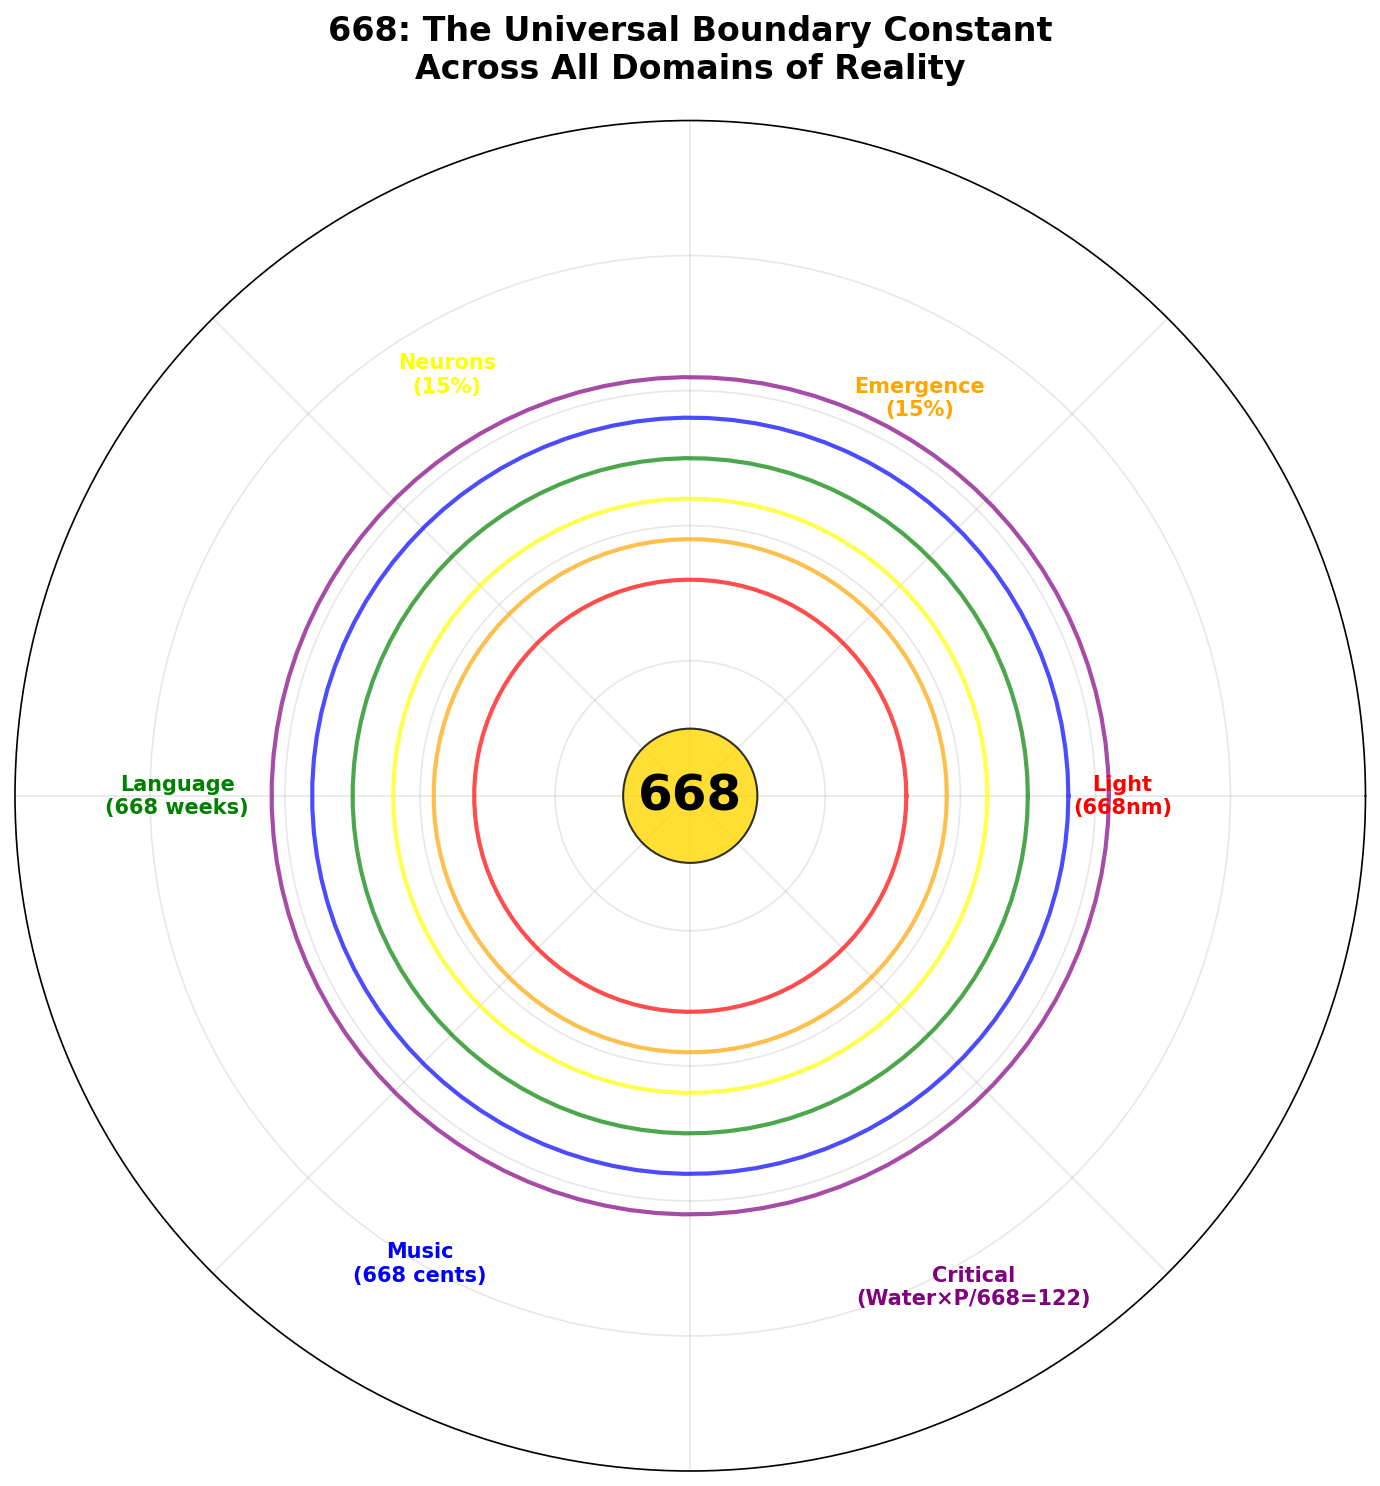 668: The Universal Boundary Constant
Across All Domains of Reality
Neurons
(15%)
Emergence
(15%)
Language
(668 weeks)
668
Light
(668nm)
Music
(668 cents)
Critical
(Water×P/668=122)